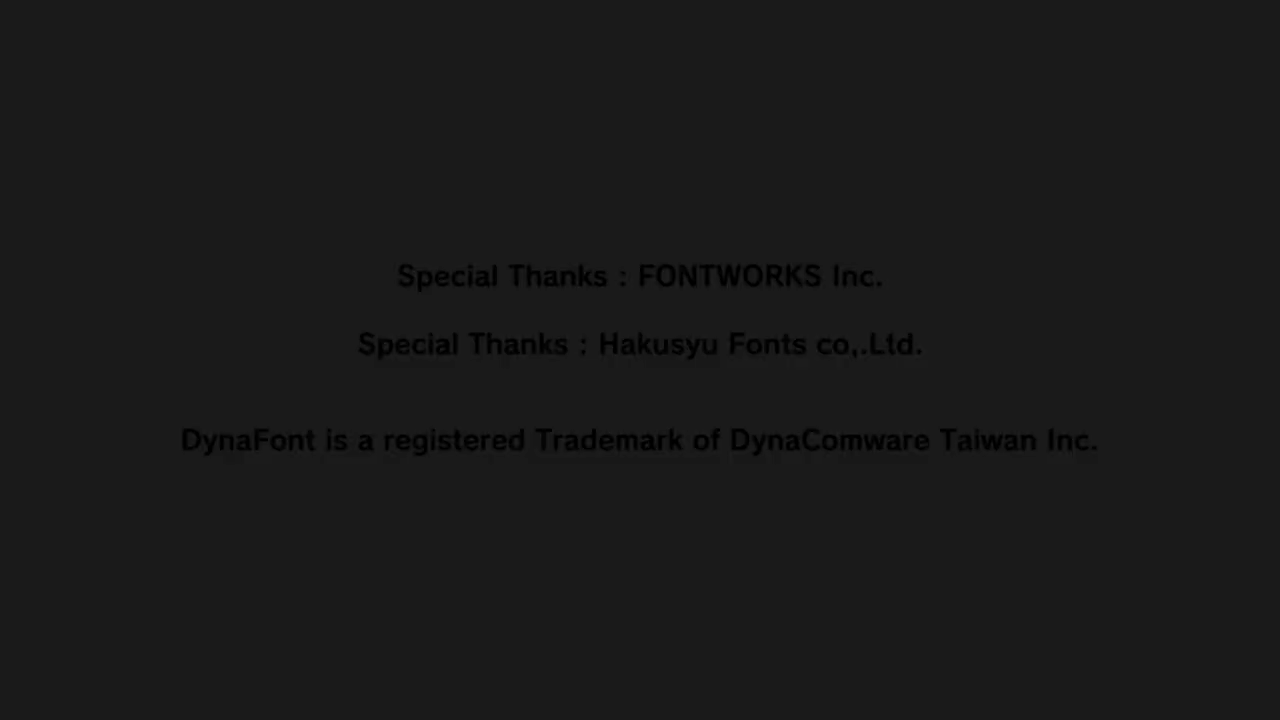 Special Thanks : FONTWORKS Inc.
Special Thanks : Hakusyu Fonts co,.Ltd.
DynaFont is a registered Trademark of DynaComware Taiwan Inc.